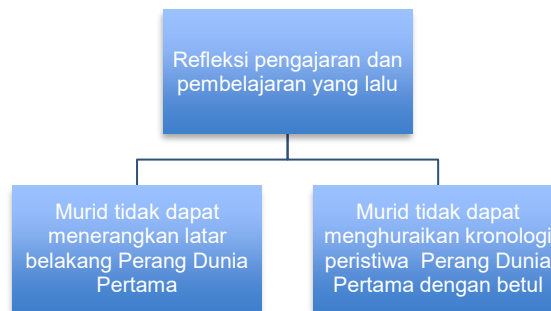 Refleksi pengajaran dan
pembelajaran yang lalu
Murid tidak dapat
menerangkan latar
belakang Perang Dunia
Pertama
Murid tidak dapat
menghuraikan kronologi
peristiwa Perang Dunia
Pertama dengan betul